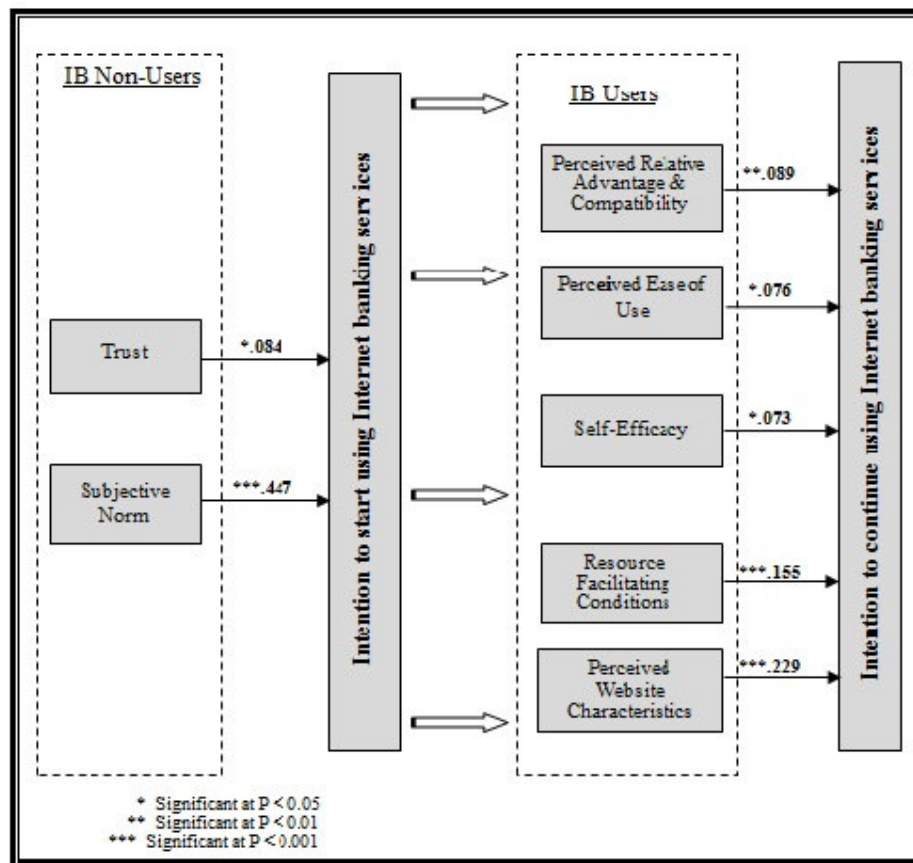 IB Non-Users
Trust
*.084
Subjective
Norm
***.447
Intention to start using Internet banking services
IB Users
Perceived Relative
Advantage &
Compatibility
**.089
Perceived Ease of
Use
*.076
Self-Efficacy
*.073
Resource
Facilitating
Conditions
***.155
Perceived
Website
Characteristics
***.229
Intention to continue using Internet banking services
* Significant at P < 0.05
** Significant at P < 0.01
*** Significant at P < 0.001